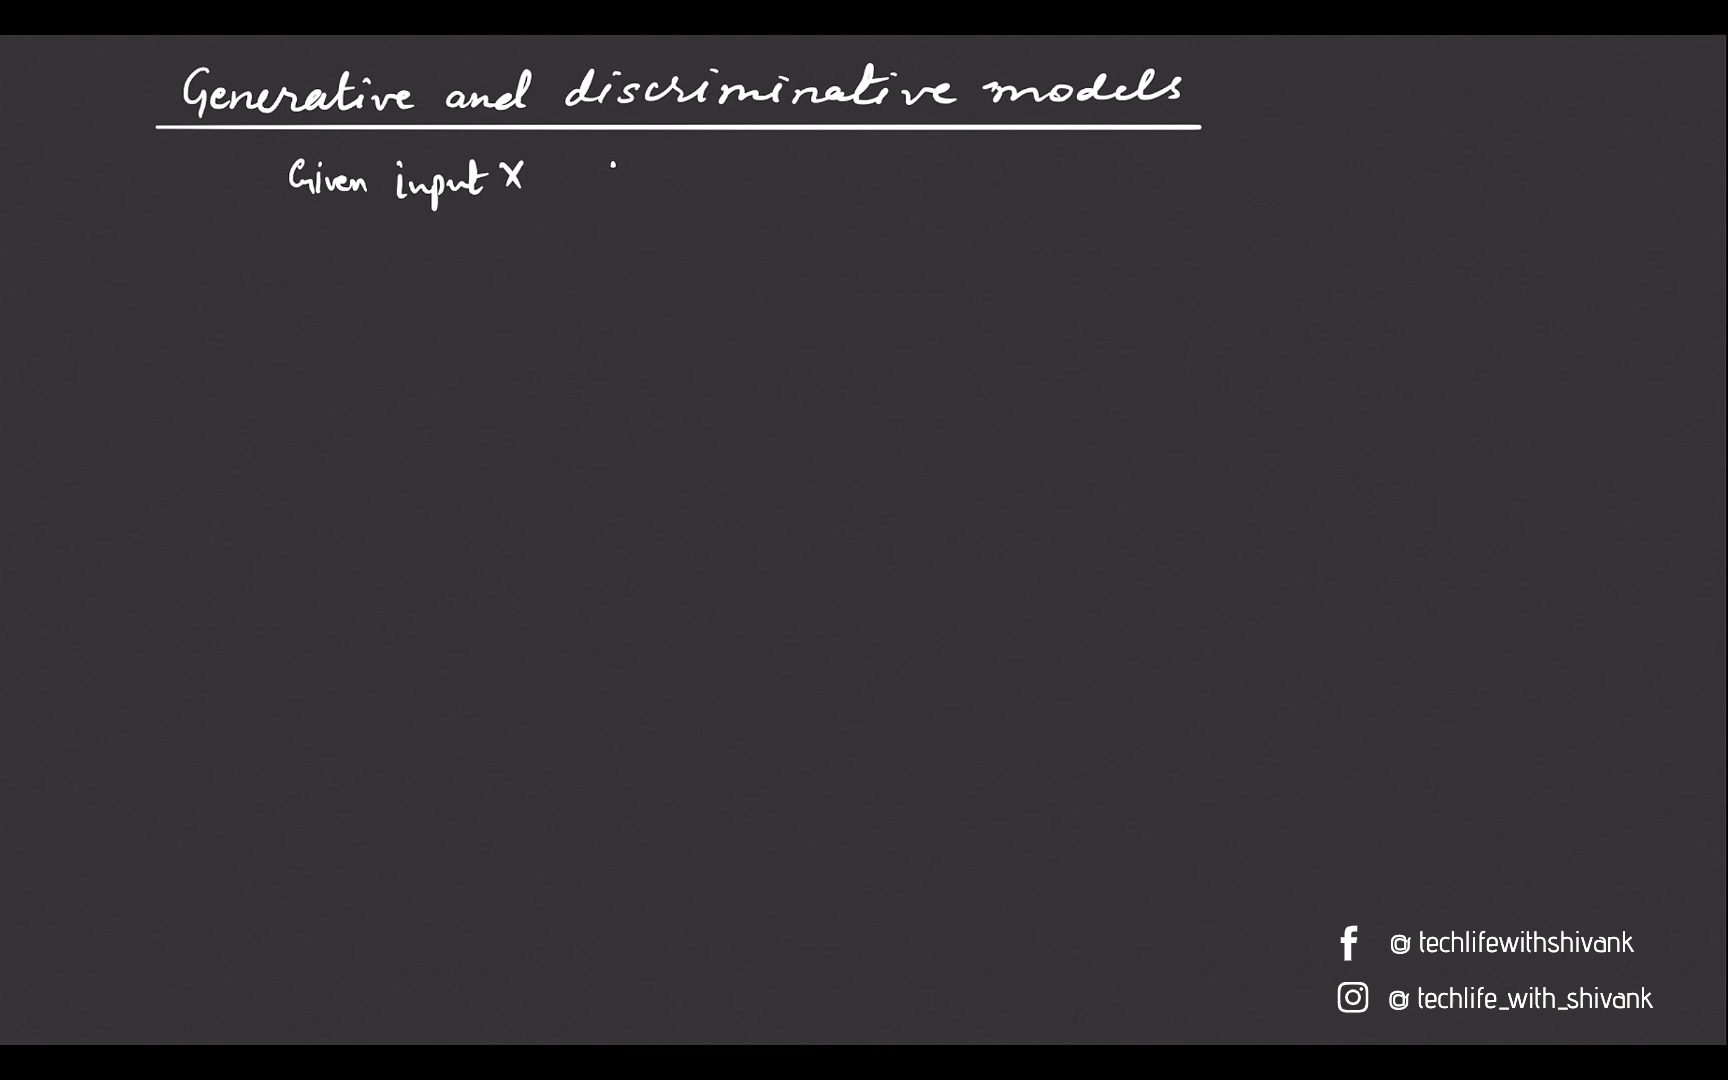 Generative and discriminative models
Given input X
@ techlifewithshivank
@ techlife_with_shivank